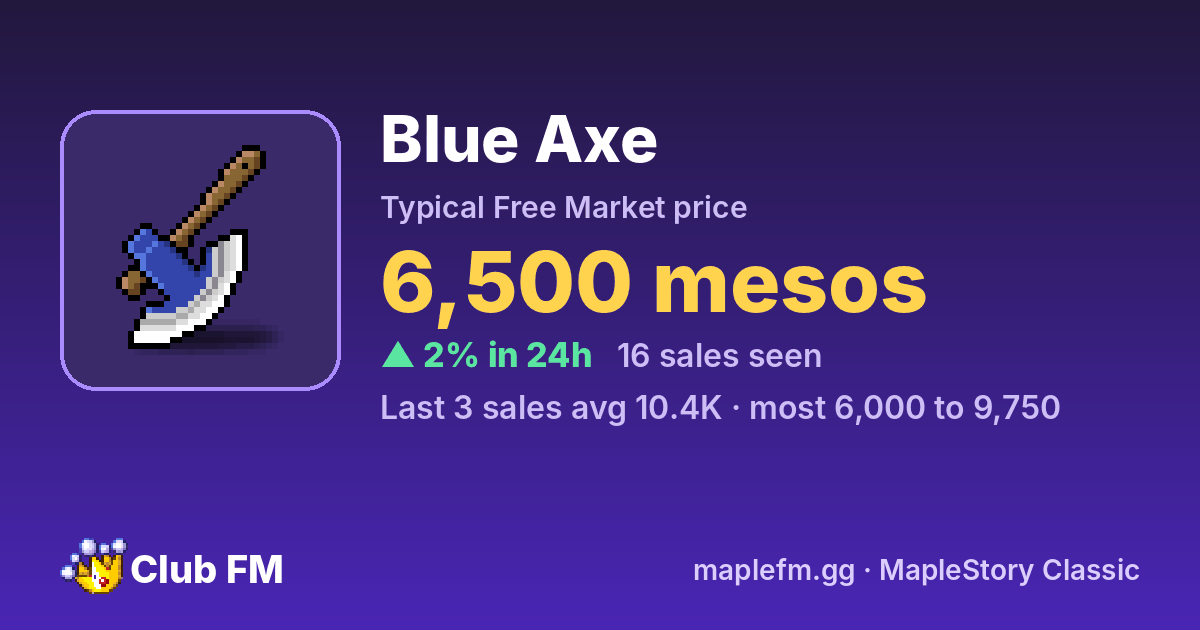 Blue Axe
Typical Free Market price
6,500 mesos
▲ 2% in 24h 16 sales seen
Last 3 sales avg 10.4K · most 6,000 to 9,750
Club FM
maplefm.gg · MapleStory Classic